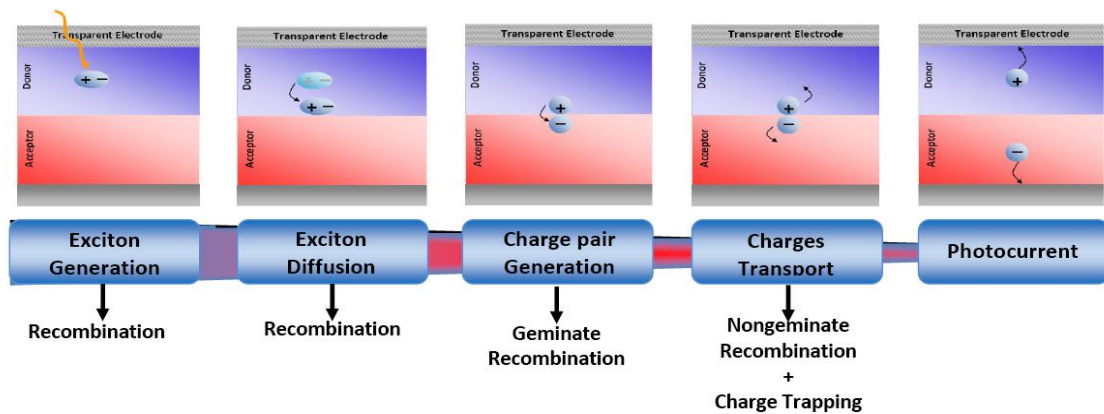 Transparent Electrode
Donor
Acceptor
+ −
Transparent Electrode
Donor
Acceptor
+ −
+ −
Transparent Electrode
Donor
Acceptor
+
−
Transparent Electrode
Donor
Acceptor
+
−
Transparent Electrode
Donor
Acceptor
+
−
Exciton
Generation
Exciton
Diffusion
Charge pair
Generation
Charges
Transport
Photocurrent
Recombination
Recombination
Geminate
Recombination
Nongeminate
Recombination
+
Charge Trapping